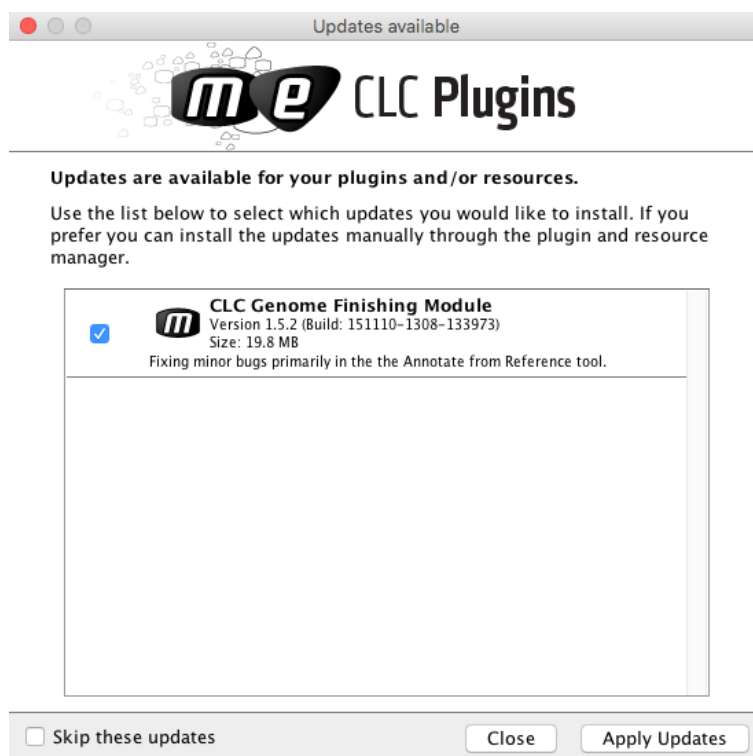 Updates available
me CLC Plugins
Updates are available for your plugins and/or resources.
Use the list below to select which updates you would like to install. If you
prefer you can install the updates manually through the plugin and resource
manager.
m
CLC Genome Finishing Module
Version 1.5.2 (Build: 151110-1308-133973)
Size: 19.8 MB
Fixing minor bugs primarily in the the Annotate from Reference tool.
Skip these updates
Close
Apply Updates